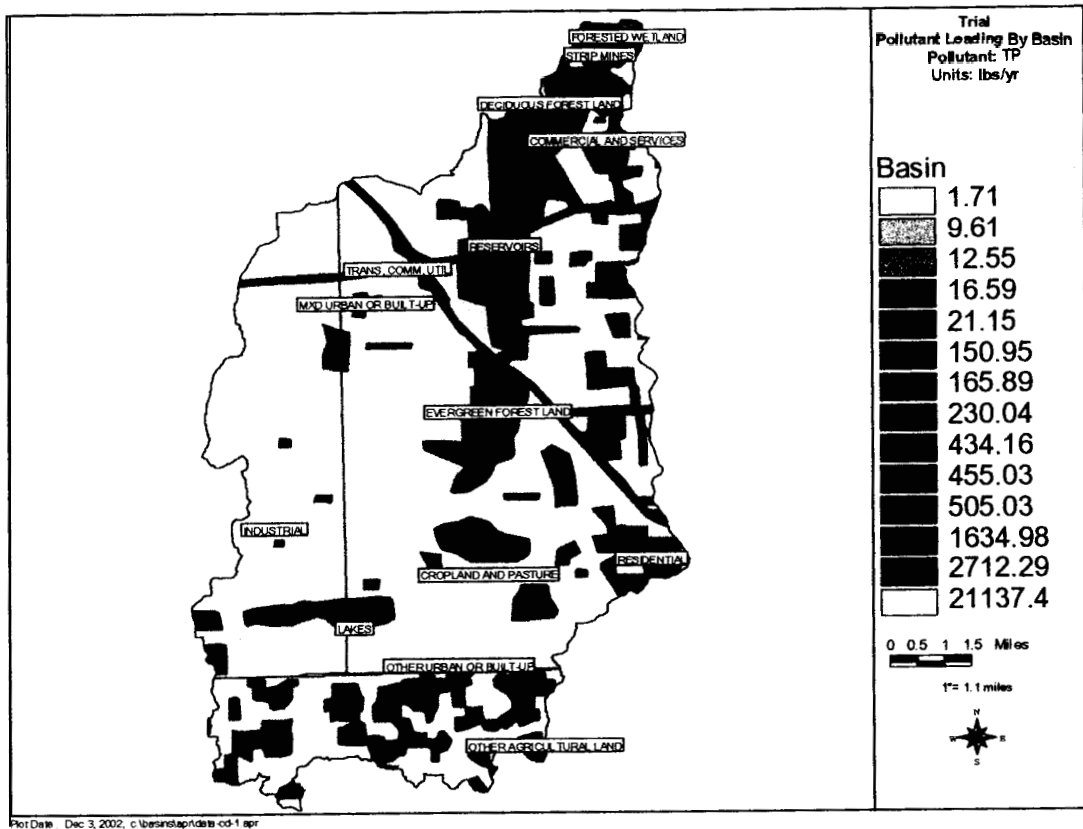 Trial
Pollutant Loading By Basin
Pollutant: TP
Units: lbs/yr
FORESTED WETLAND
STRIP MINES
DECIDUOUS FOREST LAND
COMMERCIAL AND SERVICES
RESERVOIRS
TRANS, COMM, UTIL
MXD URBAN OR BUILT-UP
EVERGREEN FOREST LAND
INDUSTRIAL
RESIDENTIAL
CROPLAND AND PASTURE
LAKES
OTHER URBAN OR BUILT-UP
OTHER AGRICULTURAL LAND
Basin
1.71
9.61
12.55
16.59
21.15
150.95
165.89
230.04
434.16
455.03
505.03
1634.98
2712.29
21137.4
0 0.5 1 1.5 Miles
1"= 1.1 miles
N
W E
S
Plot Date: Dec 3, 2002; c:\basins\apr\data-cd-1.apr